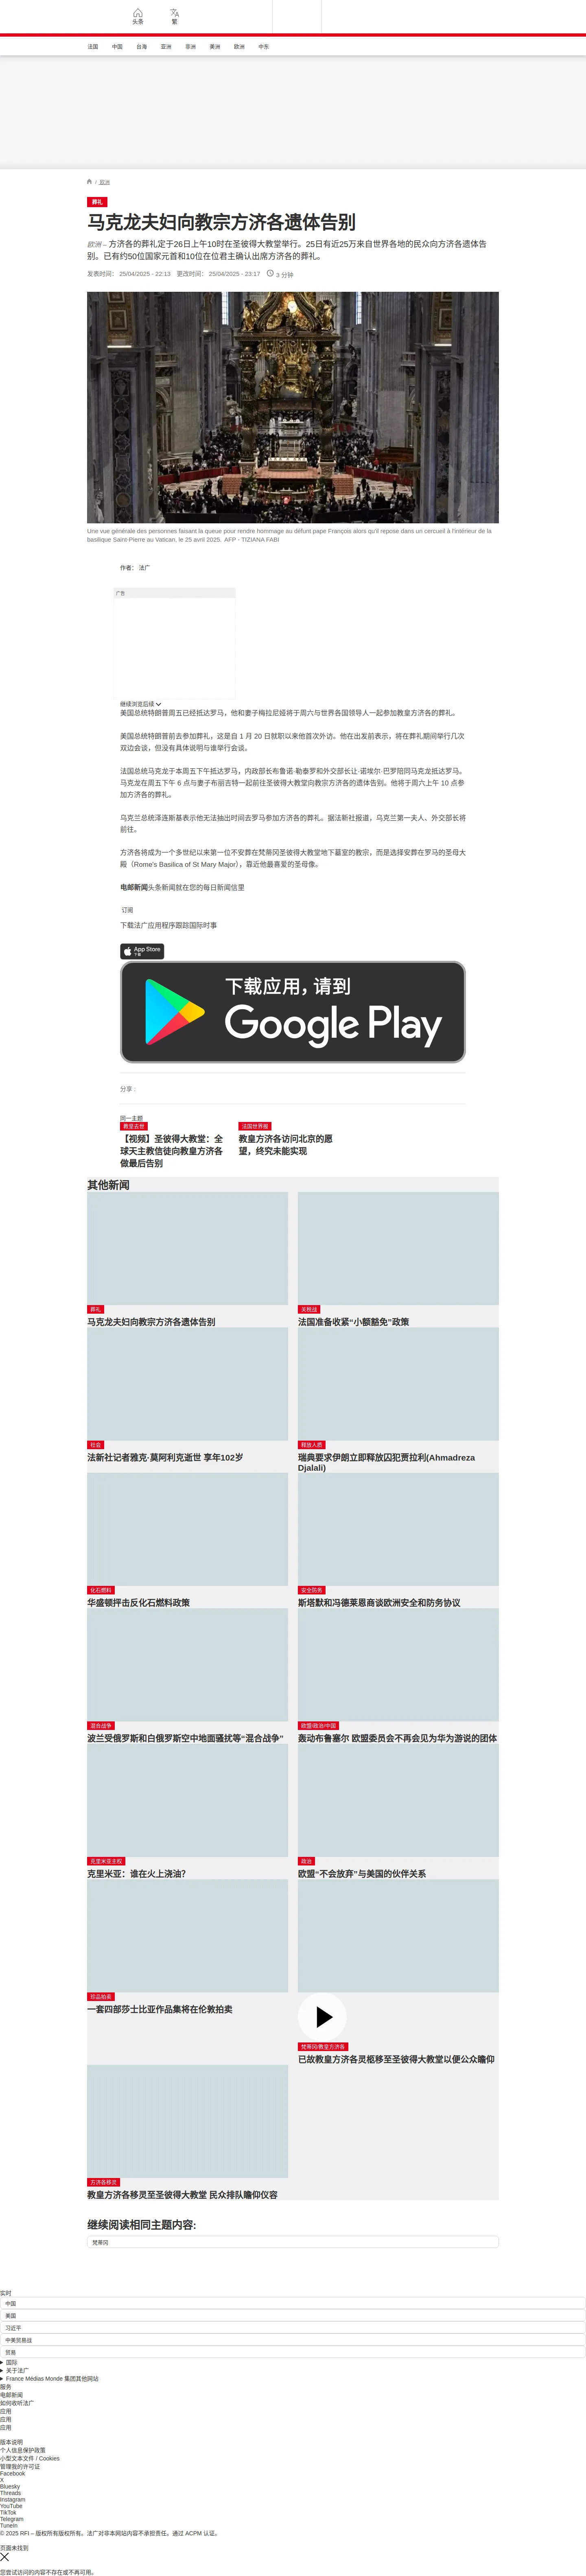 头条
繁
法国
中国
台海
亚洲
非洲
美洲
欧洲
中东
/ 欧洲
葬礼
马克龙夫妇向教宗方济各遗体告别
欧洲 – 方济各的葬礼定于26日上午10时在圣彼得大教堂举行。25日有近25万来自世界各地的民众向方济各遗体告
别。已有约50位国家元首和10位在位君主确认出席方济各的葬礼。
发表时间： 25/04/2025 - 22:13 更改时间： 25/04/2025 - 23:17 3 分钟
Une vue générale des personnes faisant la queue pour rendre hommage au défunt pape François alors qu'il repose dans un cercueil à l'intérieur de la
basilique Saint-Pierre au Vatican, le 25 avril 2025. AFP - TIZIANA FABI
作者： 法广
广告
继续浏览后续
美国总统特朗普周五已经抵达罗马，他和妻子梅拉尼娅将于周六与世界各国领导人一起参加教皇方济各的葬礼。
美国总统特朗普前去参加葬礼，这是自 1 月 20 日就职以来他首次外访。他在出发前表示，将在葬礼期间举行几次
双边会谈，但没有具体说明与谁举行会谈。
法国总统马克龙于本周五下午抵达罗马，内政部长布鲁诺·勒泰罗和外交部长让·诺埃尔·巴罗陪同马克龙抵达罗马。
马克龙在周五下午 6 点与妻子布丽吉特一起前往圣彼得大教堂向教宗方济各的遗体告别。他将于周六上午 10 点参
加方济各的葬礼。
乌克兰总统泽连斯基表示他无法抽出时间去罗马参加方济各的葬礼。据法新社报道，乌克兰第一夫人、外交部长将
前往。
方济各将成为一个多世纪以来第一位不安葬在梵蒂冈圣彼得大教堂地下墓室的教宗，而是选择安葬在罗马的圣母大
殿（Rome's Basilica of St Mary Major），靠近他最喜爱的圣母像。
电邮新闻头条新闻就在您的每日新闻信里
订阅
下载法广应用程序跟踪国际时事
App Store
下载
下载应用，请到
Google Play
分享 :
同一主题
教皇去世
【视频】圣彼得大教堂：全
球天主教信徒向教皇方济各
做最后告别
法国世界报
教皇方济各访问北京的愿
望，终究未能实现
其他新闻
葬礼
马克龙夫妇向教宗方济各遗体告别
关税战
法国准备收紧“小额豁免”政策
社会
法新社记者雅克·莫阿利克逝世 享年102岁
释放人质
瑞典要求伊朗立即释放囚犯贾拉利(Ahmadreza
Djalali)
化石燃料
华盛顿抨击反化石燃料政策
安全防务
斯塔默和冯德莱恩商谈欧洲安全和防务协议
混合战争
波兰受俄罗斯和白俄罗斯空中地面骚扰等“混合战争”
欧盟/政治/中国
轰动布鲁塞尔 欧盟委员会不再会见为华为游说的团体
克里米亚主权
克里米亚：谁在火上浇油？
政治
欧盟“不会放弃”与美国的伙伴关系
珍品拍卖
一套四部莎士比亚作品集将在伦敦拍卖
梵蒂冈/教皇方济各
已故教皇方济各灵柩移至圣彼得大教堂以便公众瞻仰
方济各移灵
教皇方济各移灵至圣彼得大教堂 民众排队瞻仰仪容
继续阅读相同主题内容:
梵蒂冈
实时
中国
美国
习近平
中美贸易战
贸易
国际
关于法广
France Médias Monde 集团其他网站
服务
电邮新闻
如何收听法广
应用
应用
应用
版本说明
个人信息保护政策
小型文本文件 / Cookies
管理我的许可证
Facebook
X
Bluesky
Threads
Instagram
YouTube
TikTok
Telegram
TuneIn
© 2025 RFI – 版权所有版权所有。法广对非本网站内容不承担责任。通过 ACPM 认证。
页面未找到
您尝试访问的内容不存在或不再可用。